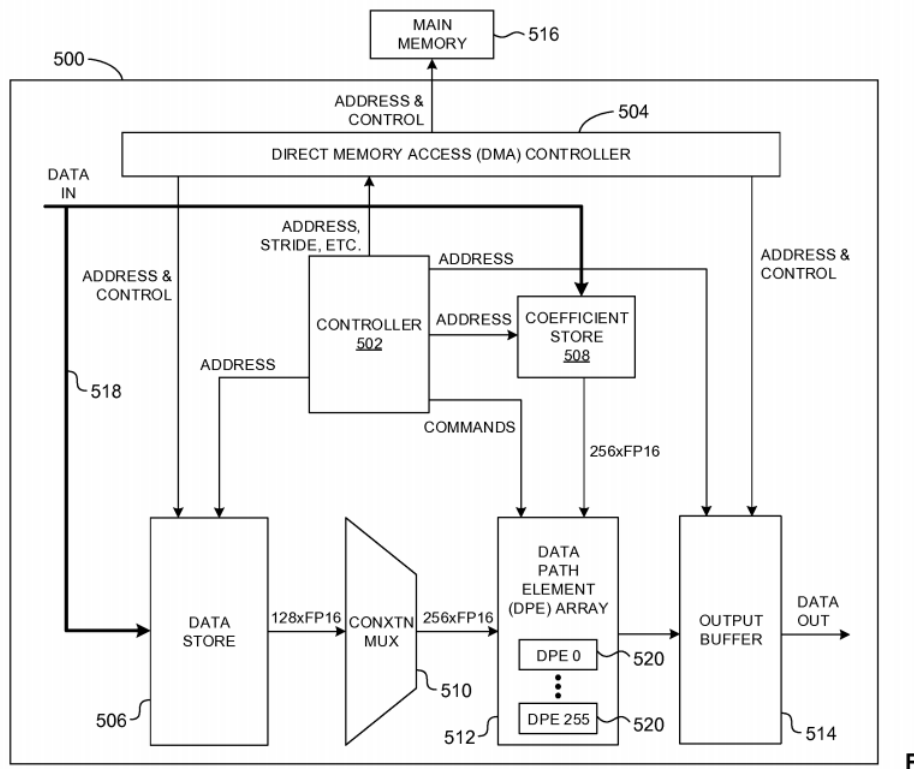 MAIN
MEMORY
516
500
ADDRESS &
CONTROL
504
DIRECT MEMORY ACCESS (DMA) CONTROLLER
DATA
IN
ADDRESS,
STRIDE, ETC.
ADDRESS &
CONTROL
ADDRESS
ADDRESS &
CONTROL
CONTROLLER
502
ADDRESS
COEFFICIENT
STORE
508
ADDRESS
518
COMMANDS
256xFP16
DATA
STORE
128xFP16
CONXTN
MUX
256xFP16
DATA
PATH
ELEMENT
(DPE) ARRAY
DPE 0
520
DPE 255
520
OUTPUT
BUFFER
DATA
OUT
506
510
512
514